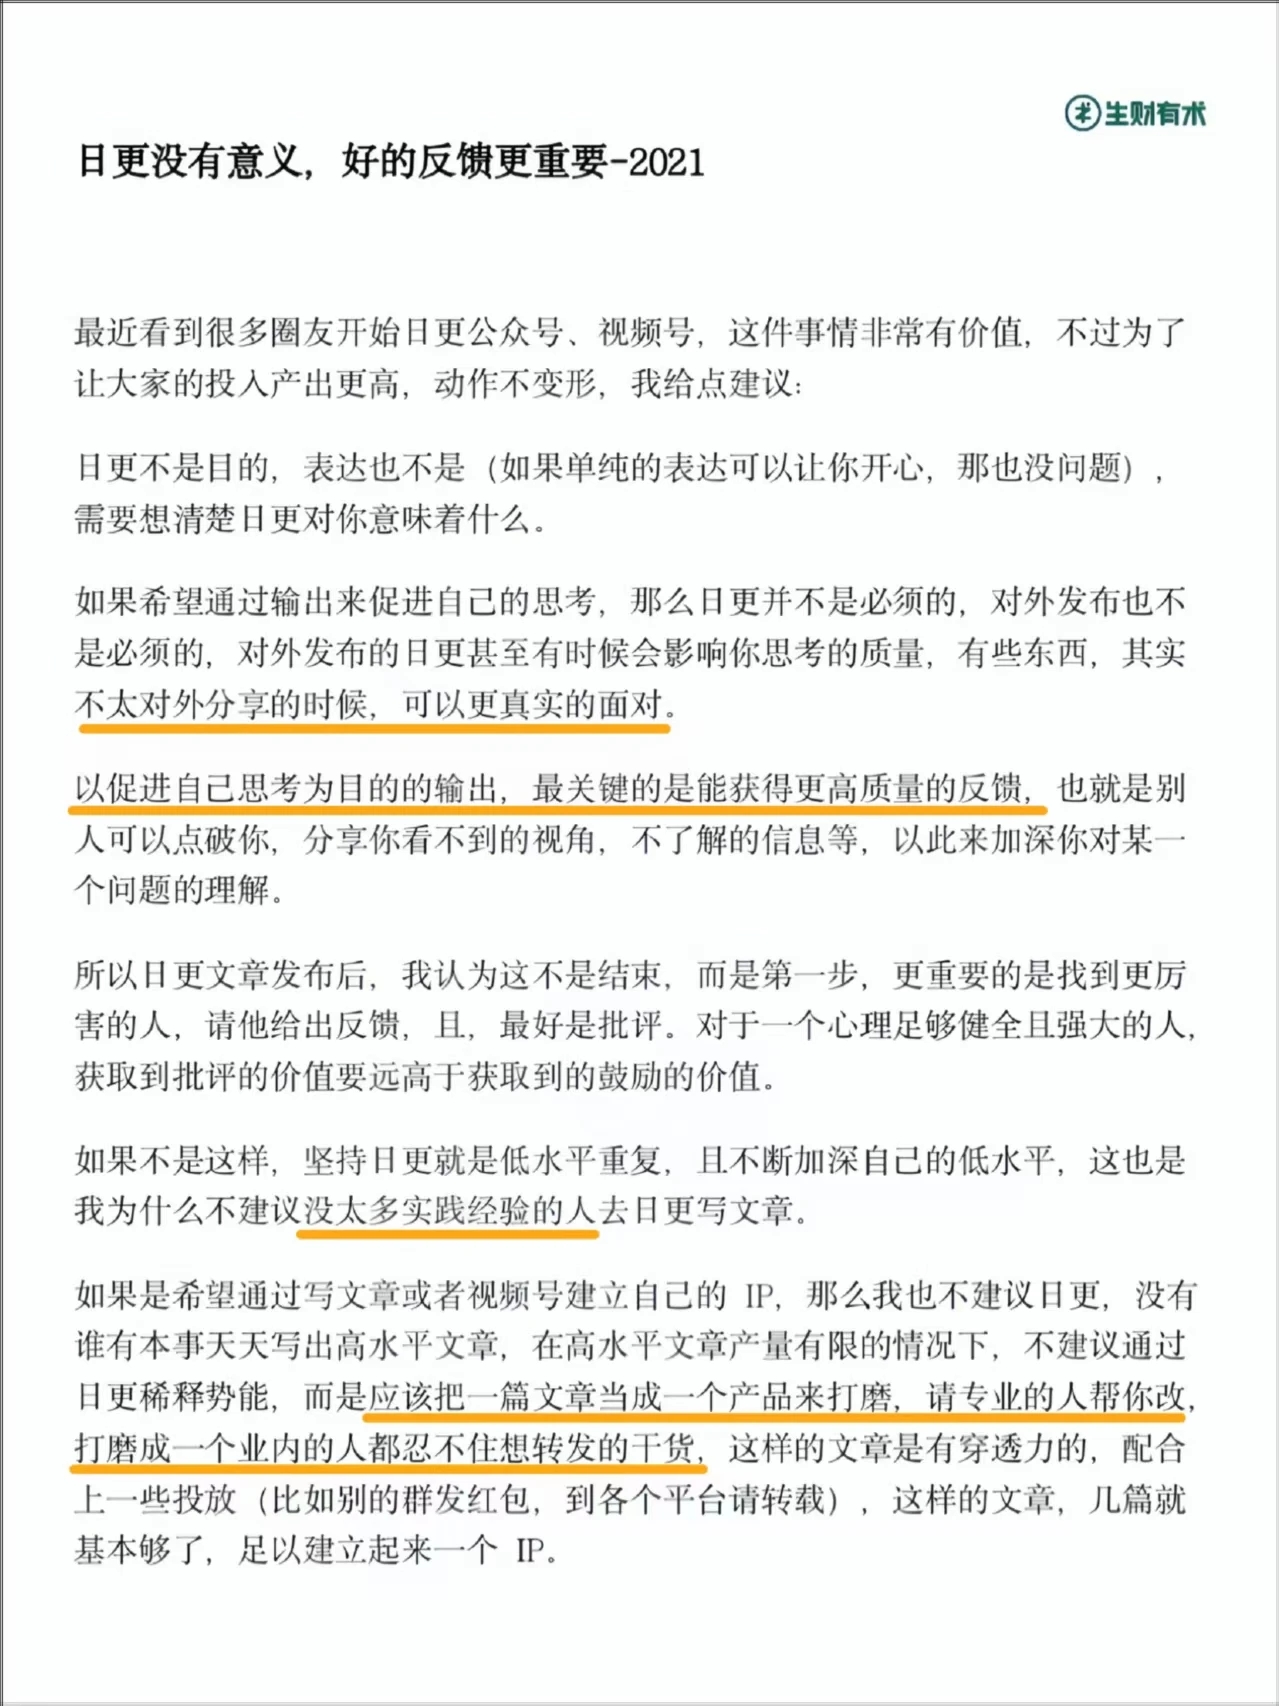 生财有术
日更没有意义，好的反馈更重要-2021
最近看到很多圈友开始日更公众号、视频号，这件事情非常有价值，不过为了
让大家的投入产出更高，动作不变形，我给点建议：
日更不是目的，表达也不是（如果单纯的表达可以让你开心，那也没问题），
需要想清楚日更对你意味着什么。
如果希望通过输出来促进自己的思考，那么日更并不是必须的，对外发布也不
是必须的，对外发布的日更甚至有时候会影响你思考的质量，有些东西，其实
不太对外分享的时候，可以更真实的面对。
以促进自己思考为目的的输出，最关键的是能获得更高质量的反馈，也就是别
人可以点破你，分享你看不到的视角，不了解的信息等，以此来加深你对某一
个问题的理解。
所以日更文章发布后，我认为这不是结束，而是第一步，更重要的是找到更厉
害的人，请他给出反馈，且，最好是批评。对于一个心理足够健全且强大的人，
获取到批评的价值要远高于获取到的鼓励的价值。
如果不是这样，坚持日更就是低水平重复，且不断加深自己的低水平，这也是
我为什么不建议没太多实践经验的人去日更写文章。
如果是希望通过写文章或者视频号建立自己的 IP，那么我也不建议日更，没有
谁有本事天天写出高水平文章，在高水平文章产量有限的情况下，不建议通过
日更稀释势能，而是应该把一篇文章当成一个产品来打磨，请专业的人帮你改，
打磨成一个业内的人都忍不住想转发的干货，这样的文章是有穿透力的，配合
上一些投放（比如别的群发红包，到各个平台请转载），这样的文章，几篇就
基本够了，足以建立起来一个 IP。